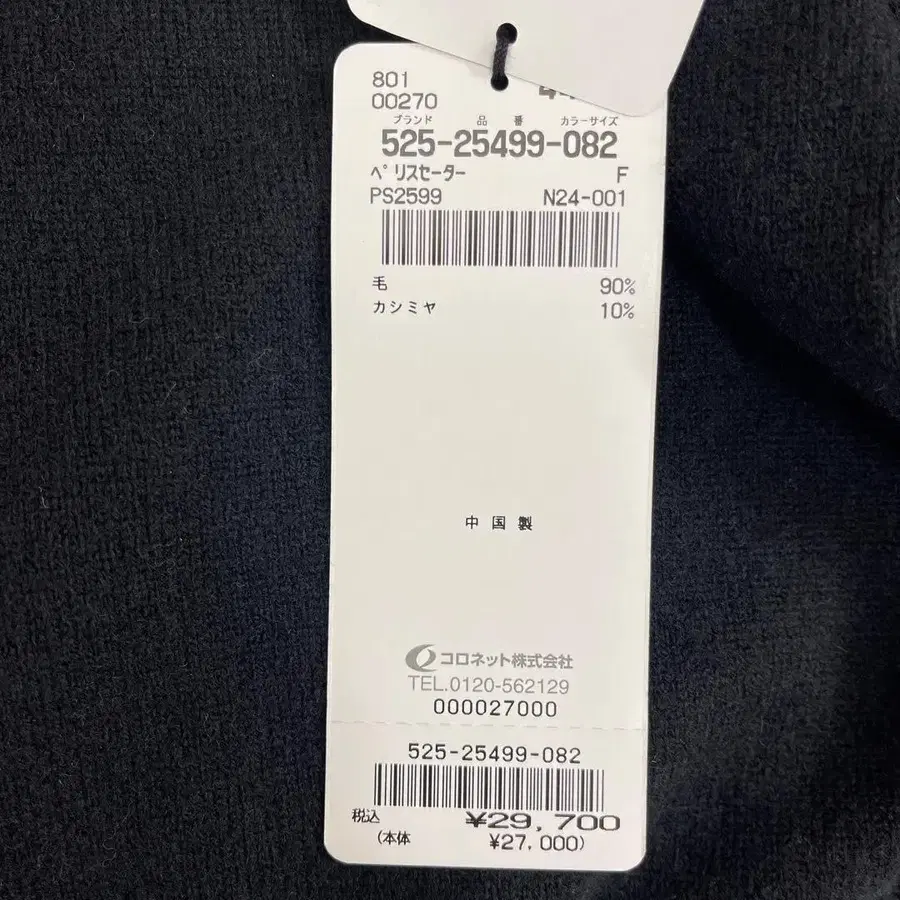 801
00270
ブランド 品番 カラーサイズ
525-25499-082
ペリスセーター F
PS2599 N24-001
毛 90%
カシミヤ 10%
中国製
コロネット株式会社
TEL.0120-562129
000027000
525-25499-082
税込 ¥29,700
(本体 ¥27,000)